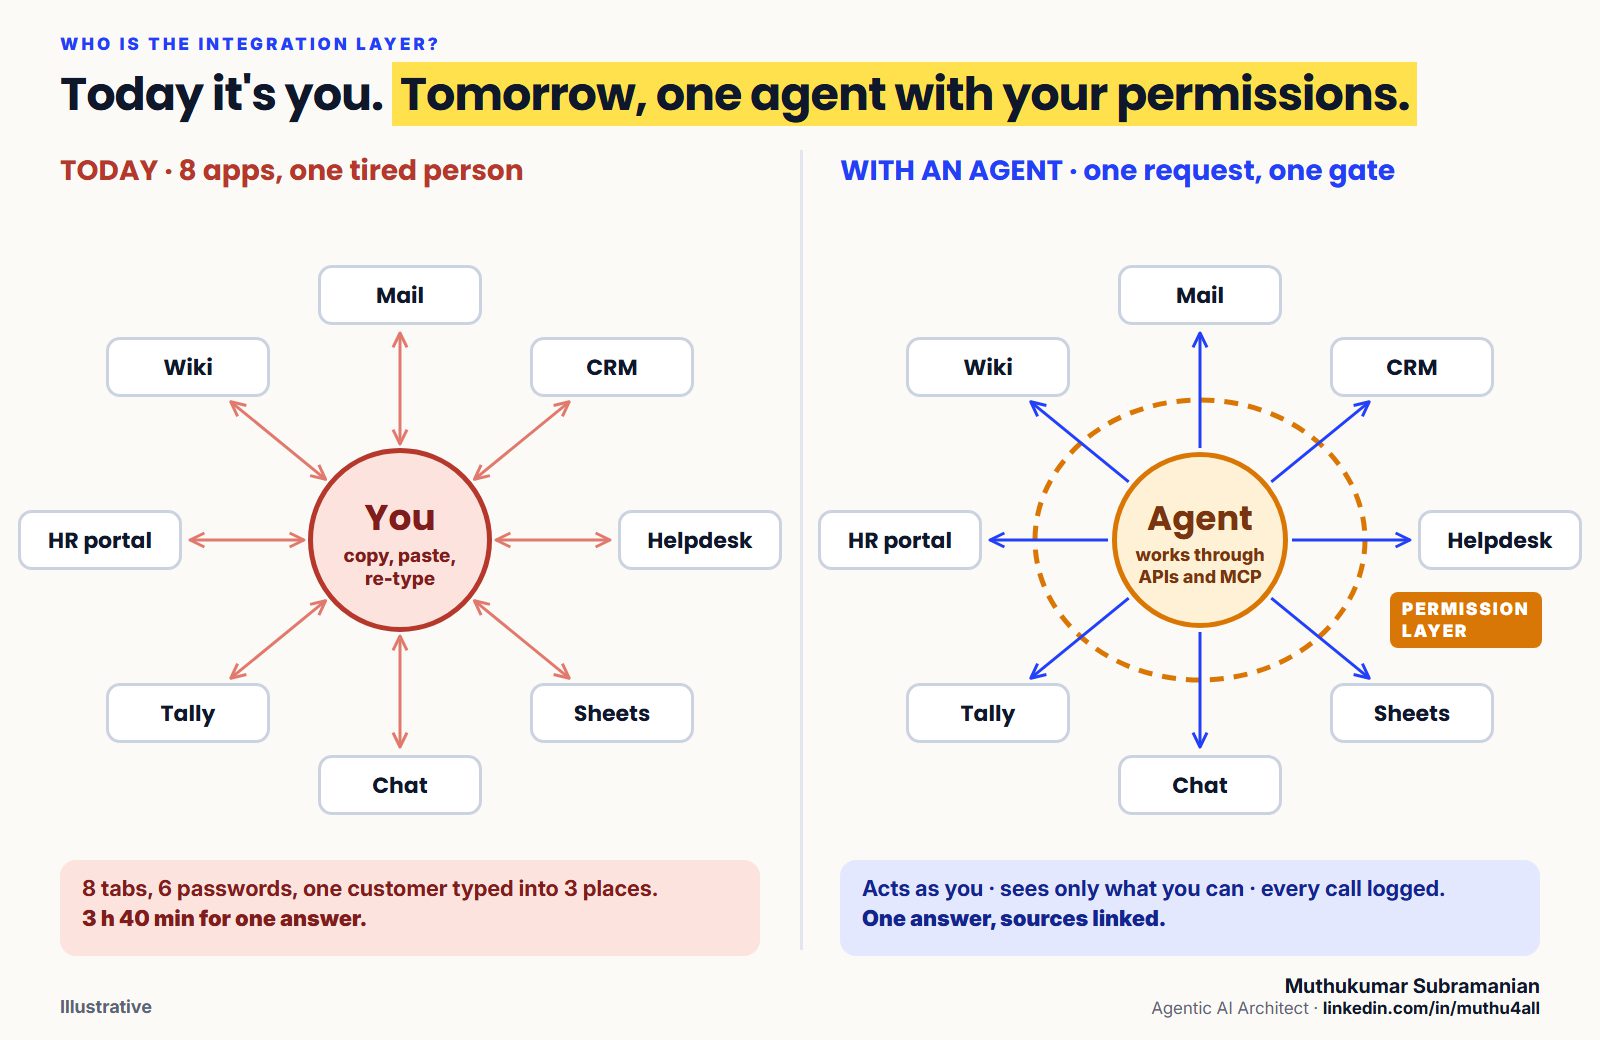 WHO IS THE INTEGRATION LAYER?
Today it's you. Tomorrow, one agent with your permissions.
TODAY · 8 apps, one tired person
Mail
Wiki
CRM
You
copy, paste,
re-type
HR portal
Helpdesk
Tally
Sheets
Chat
8 tabs, 6 passwords, one customer typed into 3 places.
3 h 40 min for one answer.
WITH AN AGENT · one request, one gate
Mail
Wiki
CRM
Agent
works through
APIs and MCP
HR portal
Helpdesk
PERMISSION
LAYER
Tally
Sheets
Chat
Acts as you · sees only what you can · every call logged.
One answer, sources linked.
Illustrative
Muthukumar Subramanian
Agentic AI Architect · linkedin.com/in/muthu4all